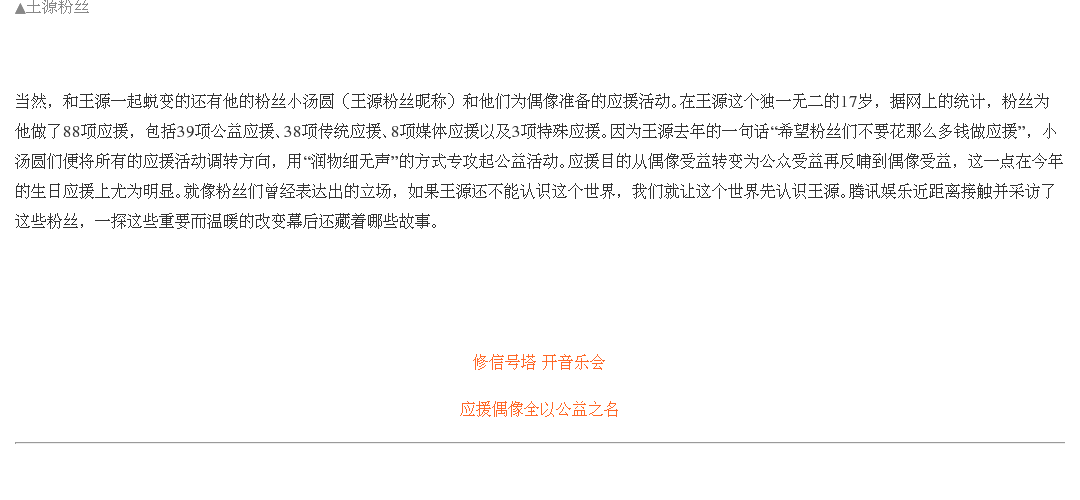 ▲王源粉丝
当然，和王源一起蜕变的还有他的粉丝小汤圆（王源粉丝昵称）和他们为偶像准备的应援活动。在王源这个独一无二的17岁，据网上的统计，粉丝为
他做了88项应援，包括39项公益应援、38项传统应援、8项媒体应援以及3项特殊应援。因为王源去年的一句话“希望粉丝们不要花那么多钱做应援”，小
汤圆们便将所有的应援活动调转方向，用“润物细无声”的方式专攻起公益活动。应援目的从偶像受益转变为公众受益再反哺到偶像受益，这一点在今年
的生日应援上尤为明显。就像粉丝们曾经表达出的立场，如果王源还不能认识这个世界，我们就让这个世界先认识王源。腾讯娱乐近距离接触并采访了
这些粉丝，一探这些重要而温暖的改变幕后还藏着哪些故事。
修信号塔 开音乐会
应援偶像全以公益之名